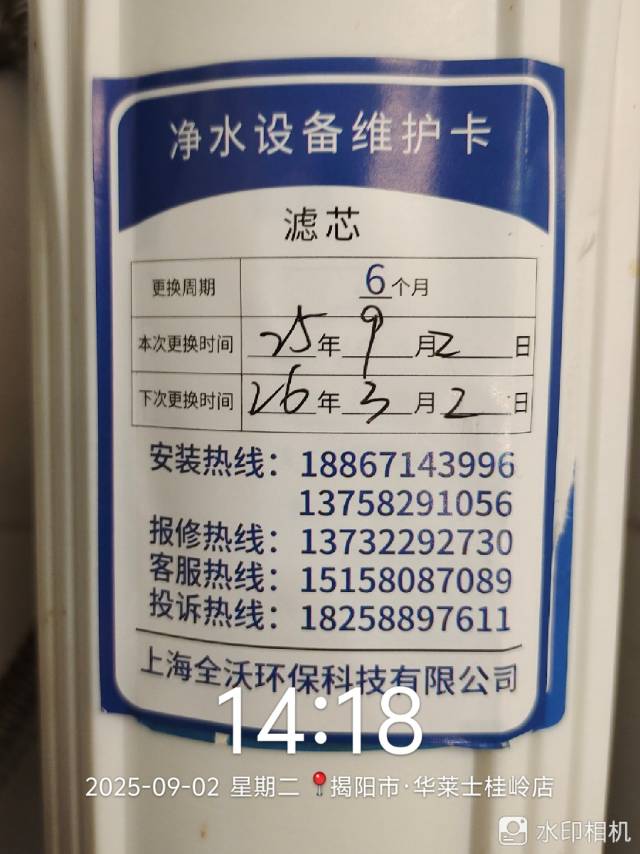 净水设备维护卡
滤芯
更换周期 6个月
本次更换时间 25年9月2日
下次更换时间 26年3月2日
安装热线：18867143996
13758291056
报修热线：13732292730
客服热线：15158087089
投诉热线：18258897611
上海全沃环保科技有限公司
14:18
2025-09-02 星期二 📍揭阳市·华莱士桂岭店
水印相机